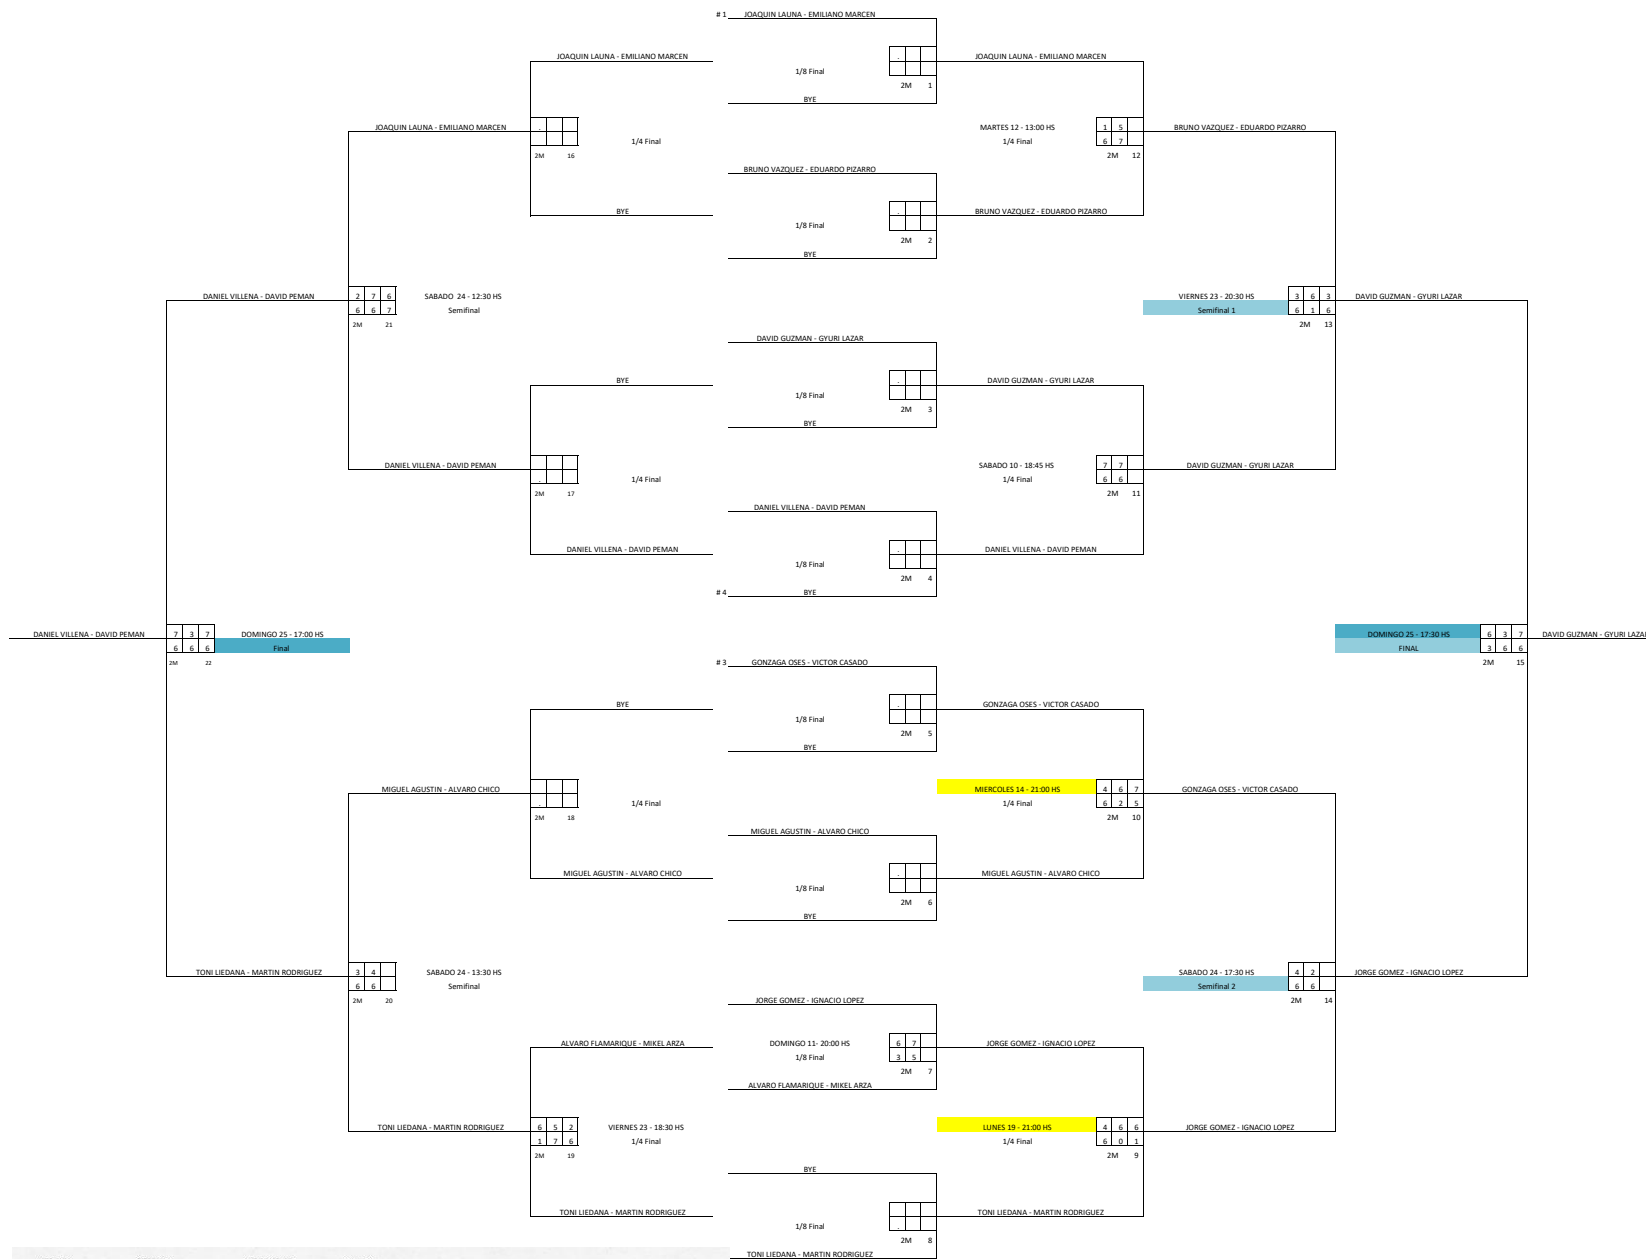 # 1 JOAQUIN LAUNA - EMILIANO MARCEN
JOAQUIN LAUNA - EMILIANO MARCEN . JOAQUIN LAUNA - EMILIANO MARCEN
1/8 Final
2M 1
BYE
JOAQUIN LAUNA - EMILIANO MARCEN . MARTES 12 - 13:00 HS 1 5 BRUNO VAZQUEZ - EDUARDO PIZARRO
1/4 Final 1/4 Final 6 7
2M 16 2M 12
BRUNO VAZQUEZ - EDUARDO PIZARRO
BYE . BRUNO VAZQUEZ - EDUARDO PIZARRO
1/8 Final
2M 2
BYE
DANIEL VILLENA - DAVID PEMAN 2 7 6 SABADO 24 - 12:30 HS VIERNES 23 - 20:30 HS 3 6 3 DAVID GUZMAN - GYURI LAZAR
6 6 7 Semifinal Semifinal 1 6 1 6
2M 21 2M 13
DAVID GUZMAN - GYURI LAZAR
BYE . DAVID GUZMAN - GYURI LAZAR
1/8 Final
2M 3
BYE
DANIEL VILLENA - DAVID PEMAN SABADO 10 - 18:45 HS 7 7 DAVID GUZMAN - GYURI LAZAR
. 1/4 Final 1/4 Final 6 6
2M 17 2M 11
DANIEL VILLENA - DAVID PEMAN
DANIEL VILLENA - DAVID PEMAN . DANIEL VILLENA - DAVID PEMAN
1/8 Final
2M 4
# 4 BYE
DANIEL VILLENA - DAVID PEMAN 7 3 7 DOMINGO 25 - 17:00 HS DOMINGO 25 - 17:30 HS 6 3 7 DAVID GUZMAN - GYURI LAZAR
6 6 6 Final FINAL 3 6 6
2M 22 2M 15
# 3 GONZAGA OSES - VICTOR CASADO
BYE . GONZAGA OSES - VICTOR CASADO
1/8 Final
2M 5
BYE
MIGUEL AGUSTIN - ALVARO CHICO MIERCOLES 14 - 21:00 HS 4 6 7 GONZAGA OSES - VICTOR CASADO
. 1/4 Final 1/4 Final 6 2 5
2M 18 2M 10
MIGUEL AGUSTIN - ALVARO CHICO
MIGUEL AGUSTIN - ALVARO CHICO . MIGUEL AGUSTIN - ALVARO CHICO
1/8 Final
2M 6
BYE
TONI LIEDANA - MARTIN RODRIGUEZ 3 4 SABADO 24 - 13:30 HS SABADO 24 - 17:30 HS 4 2 JORGE GOMEZ - IGNACIO LOPEZ
6 6 Semifinal Semifinal 2 6 6
2M 20 2M 14
JORGE GOMEZ - IGNACIO LOPEZ
ALVARO FLAMARIQUE - MIKEL ARZA DOMINGO 11- 20:00 HS 6 7 JORGE GOMEZ - IGNACIO LOPEZ
1/8 Final 3 5
2M 7
ALVARO FLAMARIQUE - MIKEL ARZA
TONI LIEDANA - MARTIN RODRIGUEZ 6 5 2 VIERNES 23 - 18:30 HS LUNES 19 - 21:00 HS 4 6 6 JORGE GOMEZ - IGNACIO LOPEZ
1 7 6 1/4 Final 1/4 Final 6 0 1
2M 19 2M 9
BYE
TONI LIEDANA - MARTIN RODRIGUEZ TONI LIEDANA - MARTIN RODRIGUEZ
1/8 Final .
2M 8
TONI LIEDANA - MARTIN RODRIGUEZ